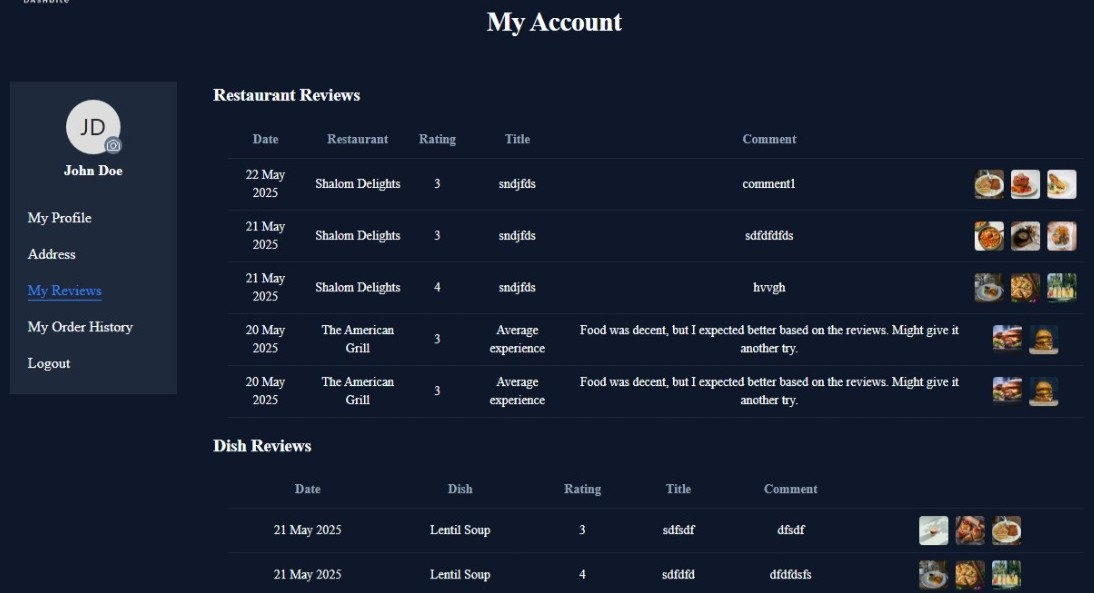 My Account
JD
John Doe
My Profile
Address
My Reviews
My Order History
Logout
Restaurant Reviews
Date Restaurant Rating Title Comment
22 May 2025 Shalom Delights 3 sndjfds comment1
21 May 2025 Shalom Delights 3 sndjfds sdfdfdfds
21 May 2025 Shalom Delights 4 sndjfds hvvgh
20 May 2025 The American Grill 3 Average experience Food was decent, but I expected better based on the reviews. Might give it another try.
20 May 2025 The American Grill 3 Average experience Food was decent, but I expected better based on the reviews. Might give it another try.
Dish Reviews
Date Dish Rating Title Comment
21 May 2025 Lentil Soup 3 sdfsdf dfsdf
21 May 2025 Lentil Soup 4 sdfdfd dfdfdsfs